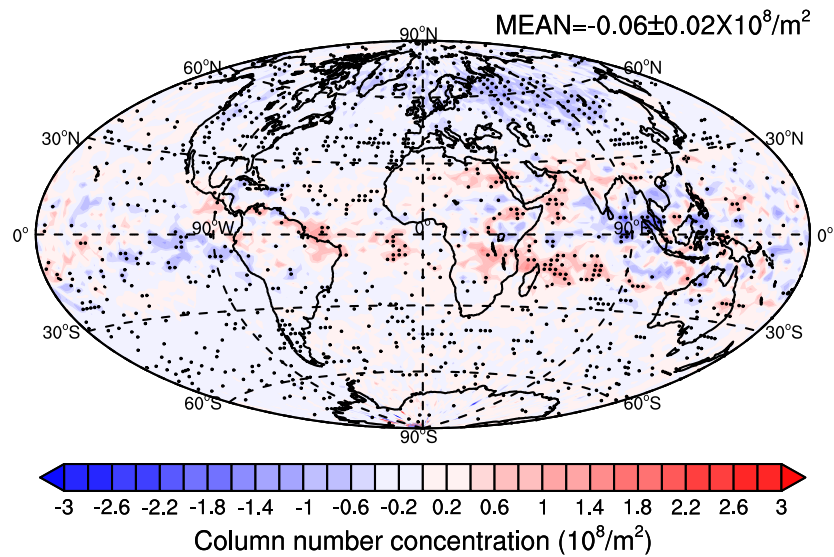 MEAN=-0.06±0.02X10⁸/m²
90°N
60°N 60°N
30°N 30°N
0° 90°W 0° 90°E 0°
30°S 30°S
60°S 60°S
90°S
-3 -2.6 -2.2 -1.8 -1.4 -1 -0.6 -0.2 0.2 0.6 1 1.4 1.8 2.2 2.6 3
Column number concentration (10⁸/m²)